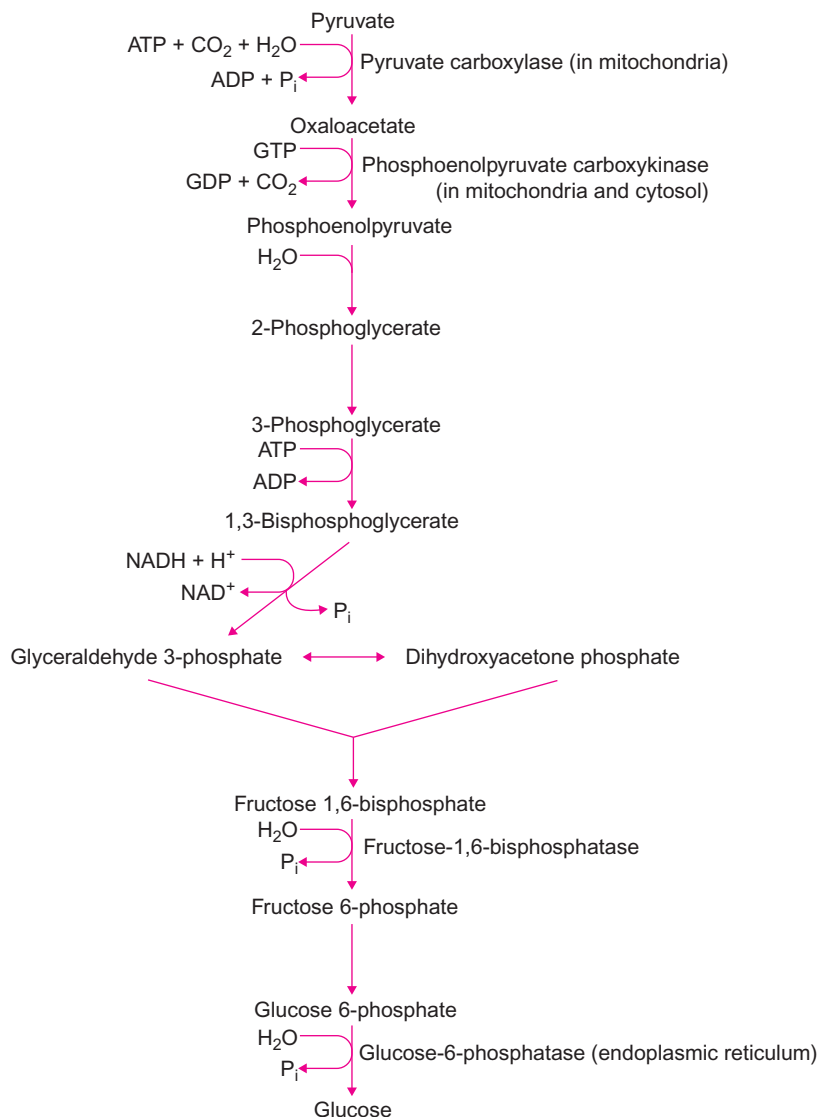 Pyruvate
ATP + CO₂ + H₂O
Pyruvate carboxylase (in mitochondria)
ADP + Pᵢ
Oxaloacetate
GTP
Phosphoenolpyruvate carboxykinase
GDP + CO₂
(in mitochondria and cytosol)
Phosphoenolpyruvate
H₂O
2-Phosphoglycerate
3-Phosphoglycerate
ATP
ADP
1,3-Bisphosphoglycerate
NADH + H⁺
NAD⁺
Pᵢ
Glyceraldehyde 3-phosphate
Dihydroxyacetone phosphate
Fructose 1,6-bisphosphate
H₂O
Fructose-1,6-bisphosphatase
Pᵢ
Fructose 6-phosphate
Glucose 6-phosphate
H₂O
Glucose-6-phosphatase (endoplasmic reticulum)
Pᵢ
Glucose